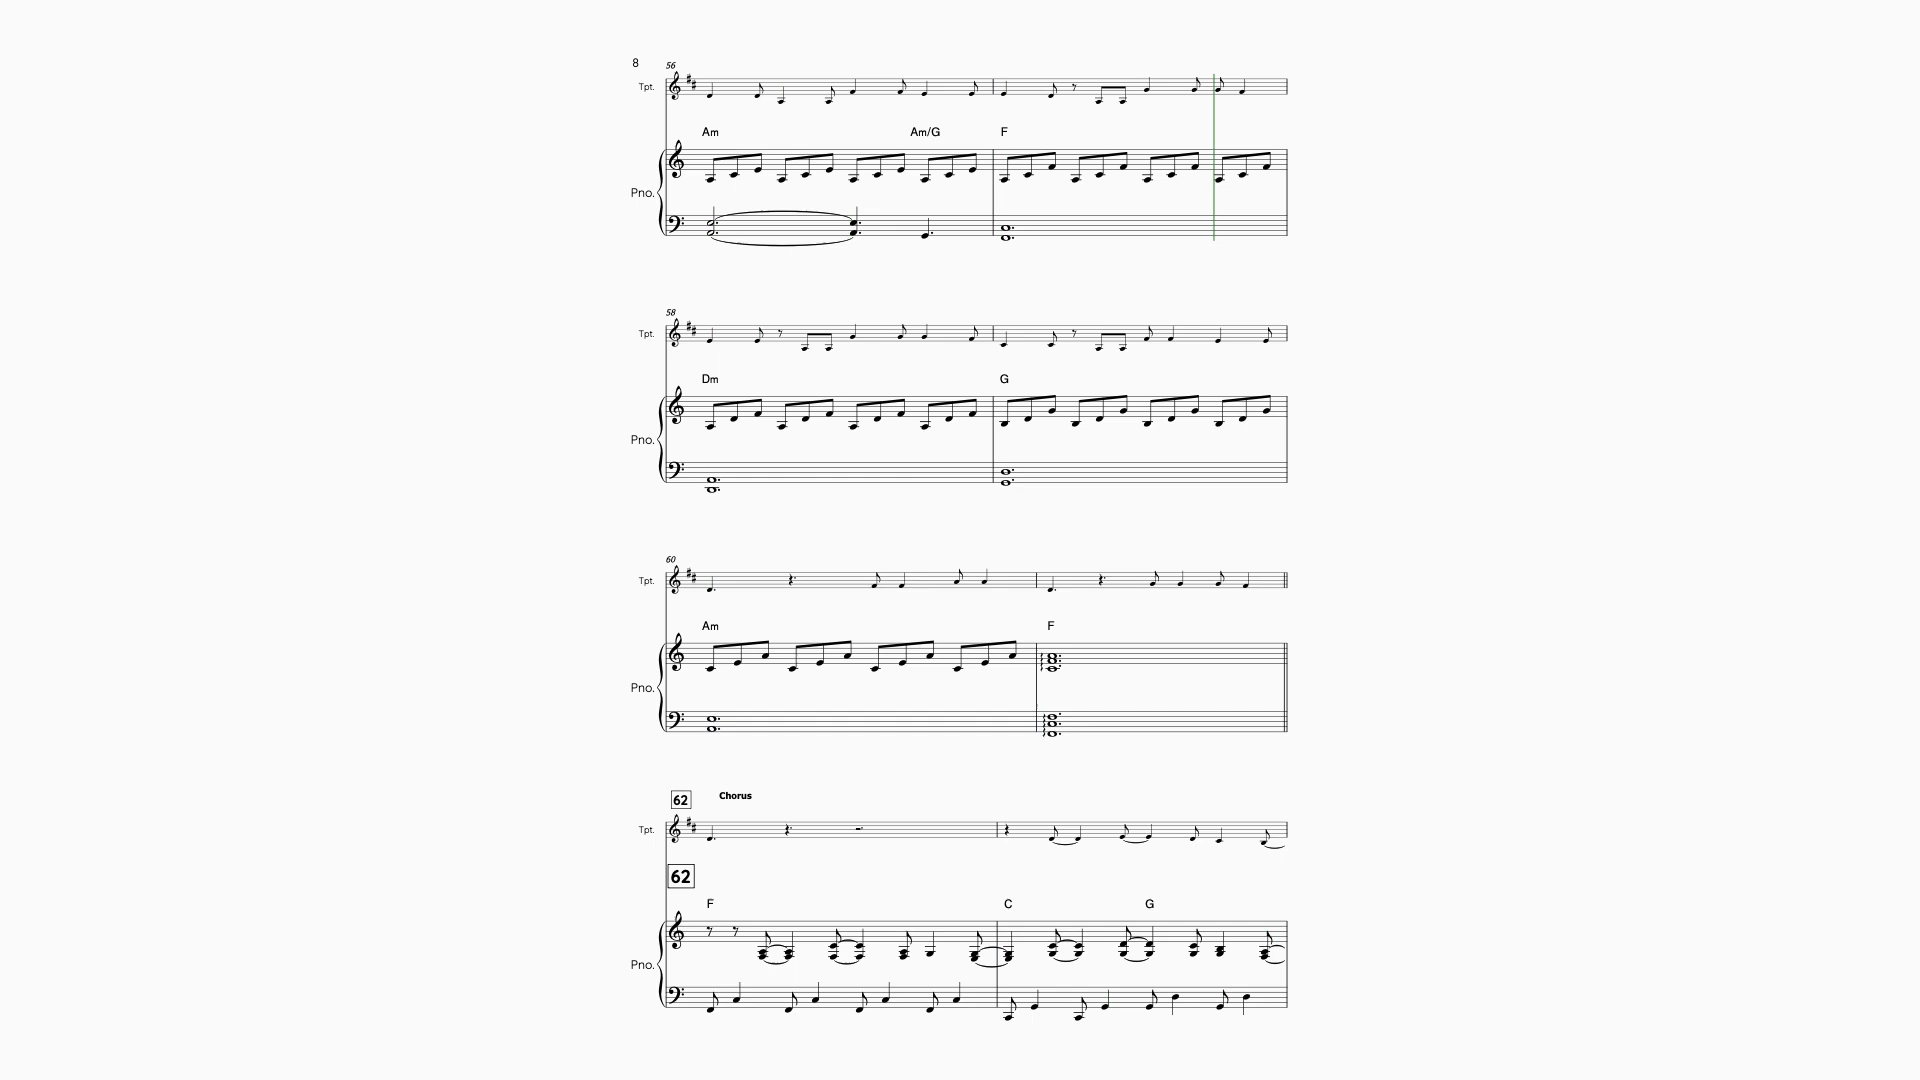 8
56
Tpt.
Am Am/G F
Pno.
58
Tpt.
Dm G
Pno.
60
Tpt.
Am F
Pno.
62 Chorus
Tpt.
62
F C G
Pno.